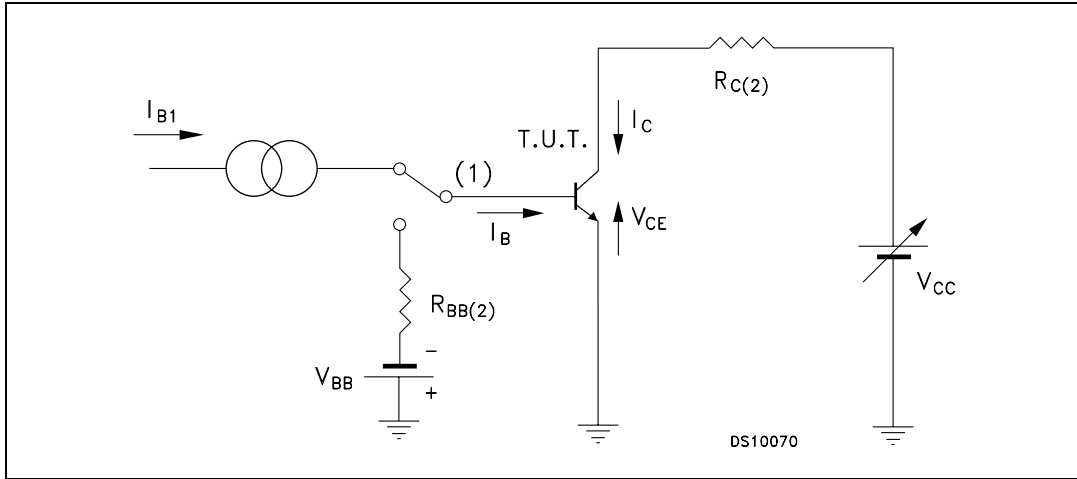 R_C(2)
I_B1
I_C
T.U.T.
(1)
V_CE
I_B
V_CC
R_BB(2)
V_BB
−
+
DS10070